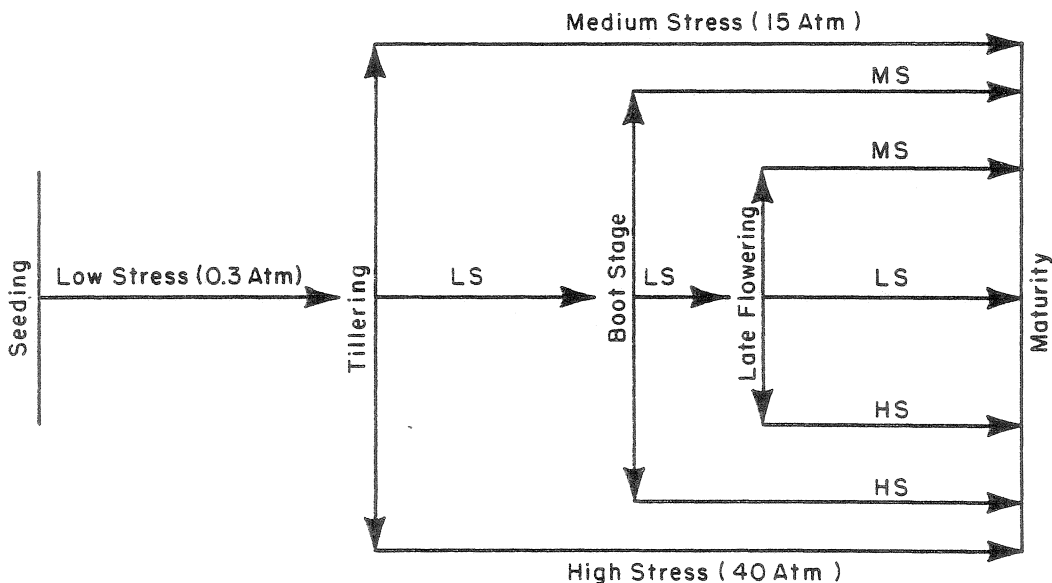 Medium Stress (15 Atm)
MS
MS
Seeding
Low Stress (0.3 Atm)
Tillering
LS
Boot Stage
LS
Late Flowering
LS
Maturity
HS
HS
High Stress (40 Atm)